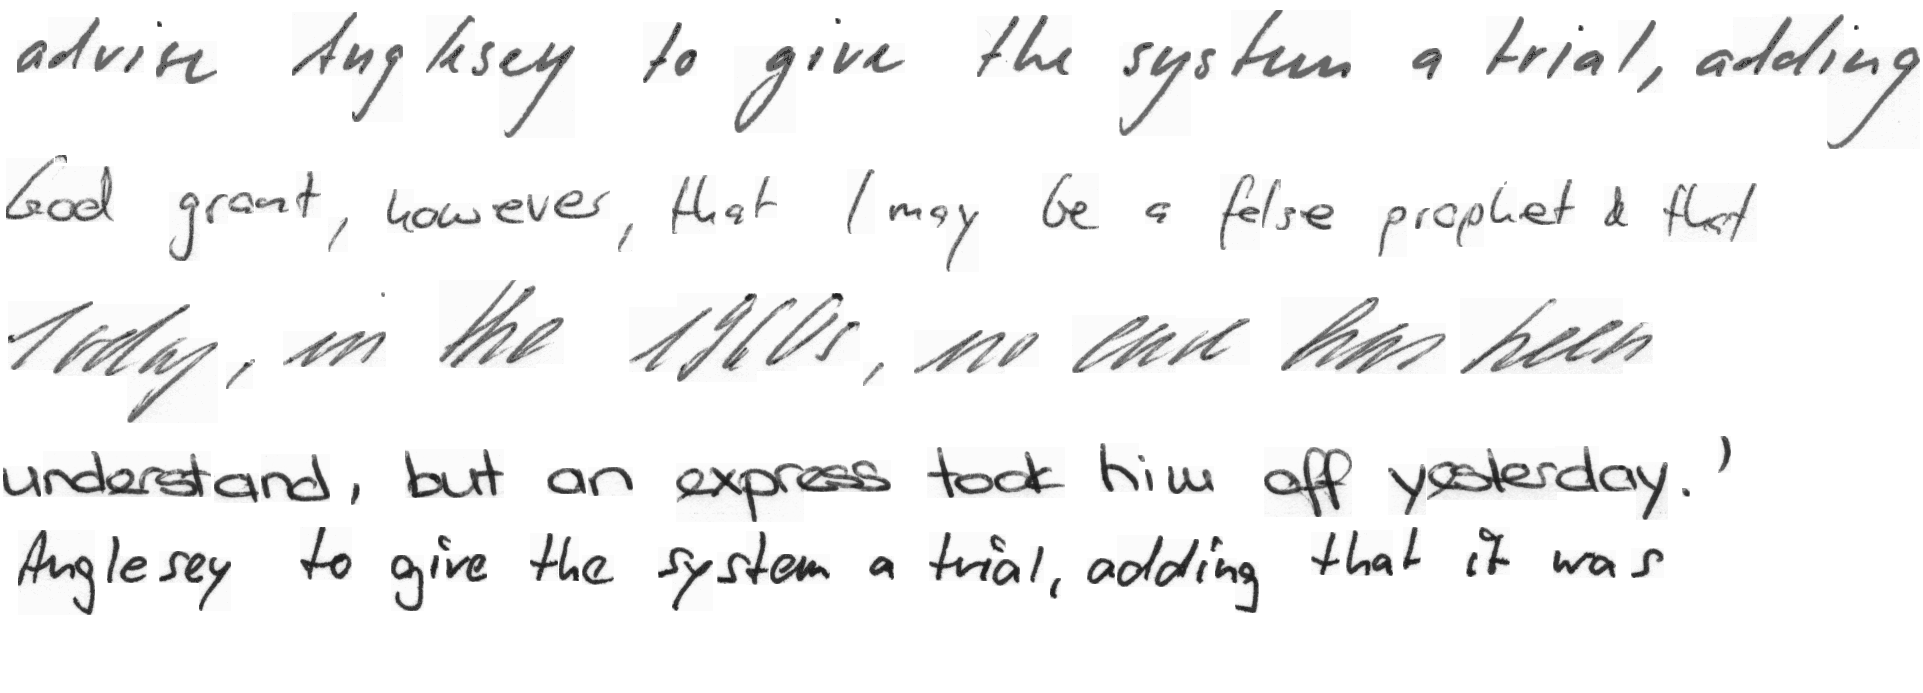 advise Anglesey to give the system a trial, adding
God grant, however, that I may be a false prophet & that
Today, in the 1960s, no one has been
understand, but an express took him off yesterday.'
Anglesey to give the system a trial, adding that it was